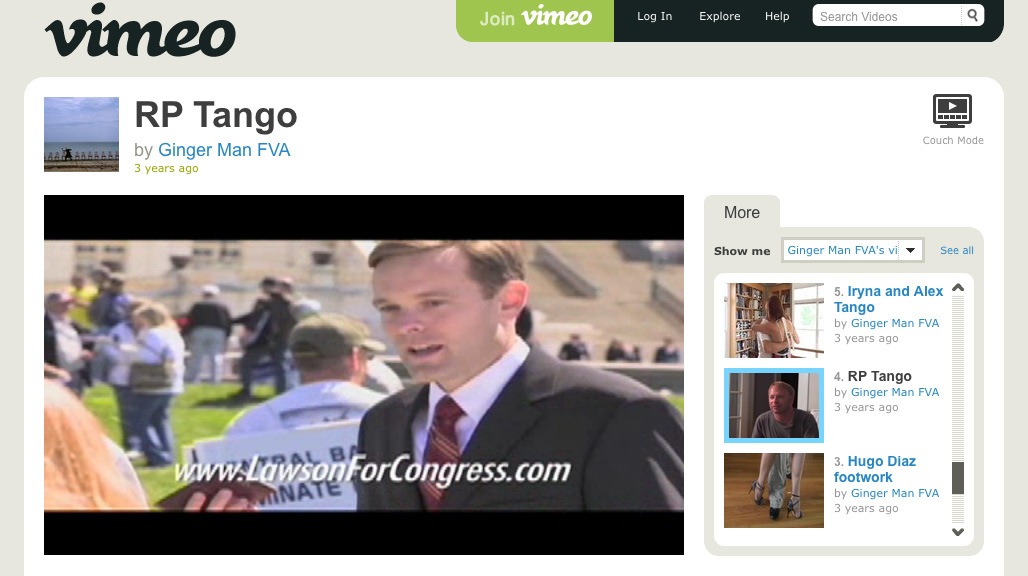 vimeo
Join vimeo
Log In
Explore
Help
Search Videos
RP Tango
by Ginger Man FVA
3 years ago
Couch Mode
More
Show me
Ginger Man FVA's vi
See all
5. Iryna and Alex
Tango
by Ginger Man FVA
3 years ago
4. RP Tango
by Ginger Man FVA
3 years ago
3. Hugo Diaz
footwork
by Ginger Man FVA
3 years ago
www.LawsonForCongress.com